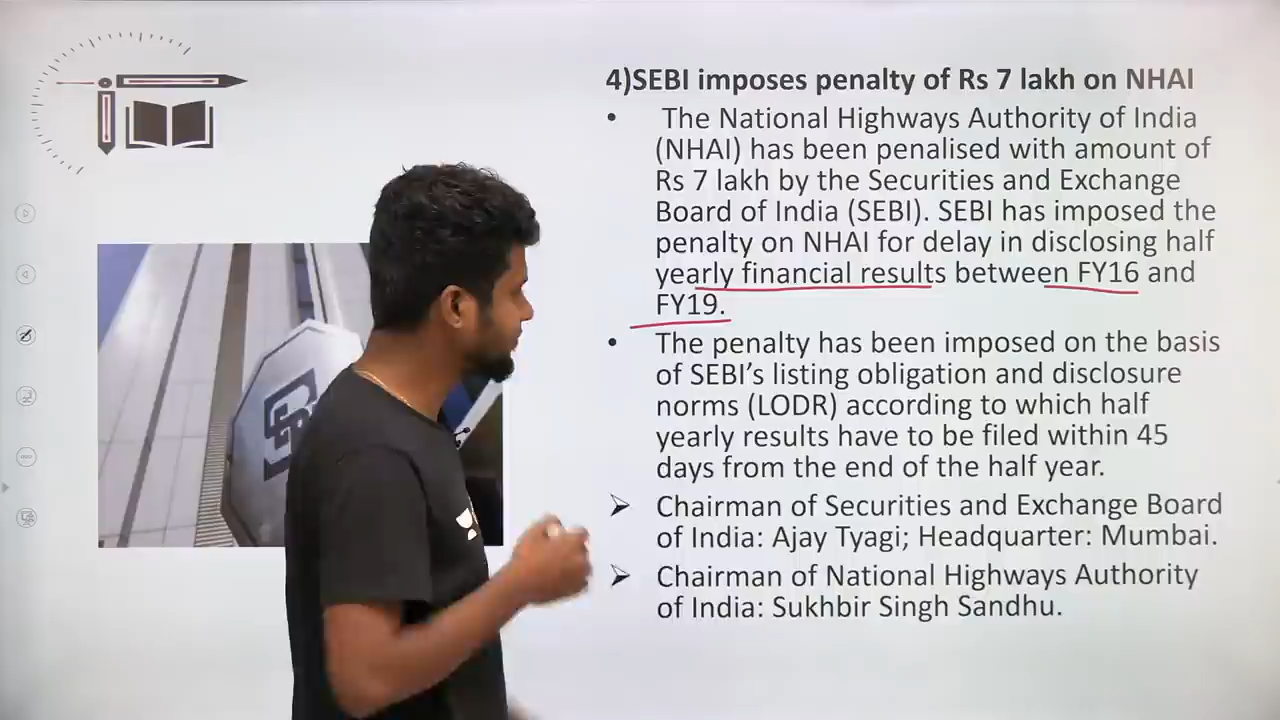 4)SEBI imposes penalty of Rs 7 lakh on NHAI
• The National Highways Authority of India
(NHAI) has been penalised with amount of
Rs 7 lakh by the Securities and Exchange
Board of India (SEBI). SEBI has imposed the
penalty on NHAI for delay in disclosing half
yearly financial results between FY16 and
FY19.
• The penalty has been imposed on the basis
of SEBI’s listing obligation and disclosure
norms (LODR) according to which half
yearly results have to be filed within 45
days from the end of the half year.
➢ Chairman of Securities and Exchange Board
of India: Ajay Tyagi; Headquarter: Mumbai.
➢ Chairman of National Highways Authority
of India: Sukhbir Singh Sandhu.